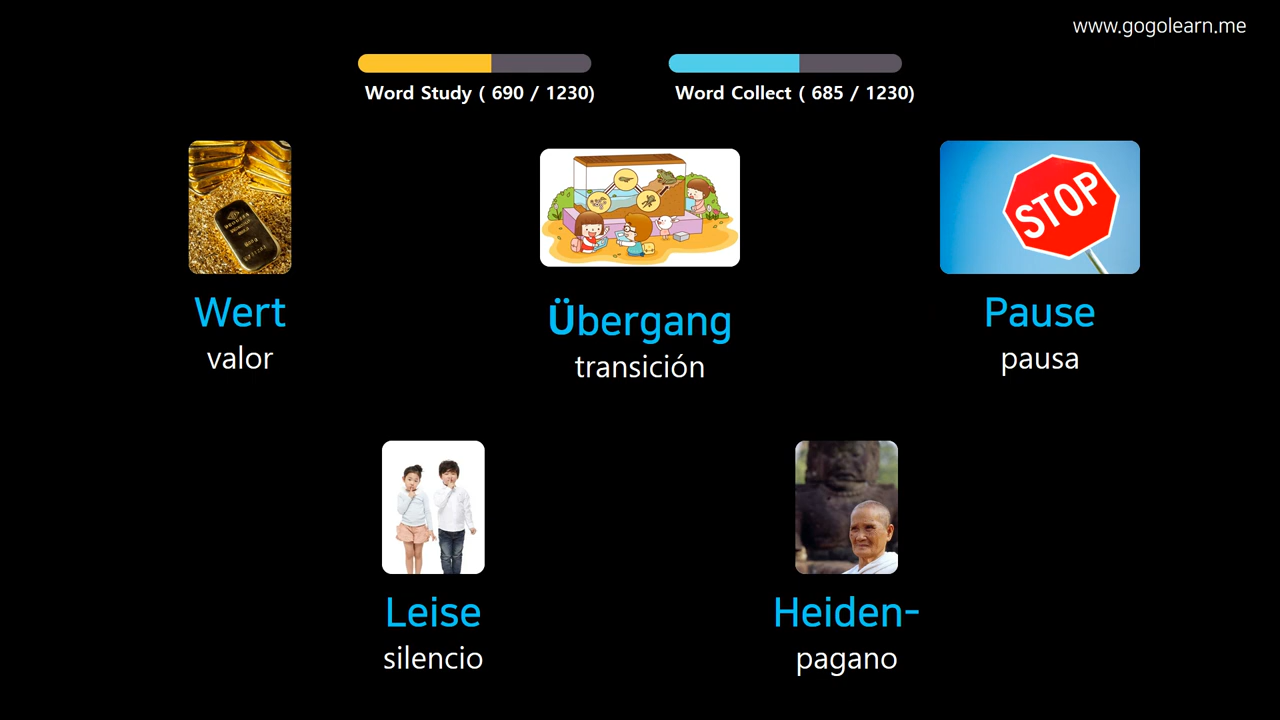 www.gogolearn.me
Word Study ( 690 / 1230)
Word Collect ( 685 / 1230)
STOP
Wert
valor
Übergang
transición
Pause
pausa
Leise
silencio
Heiden-
pagano